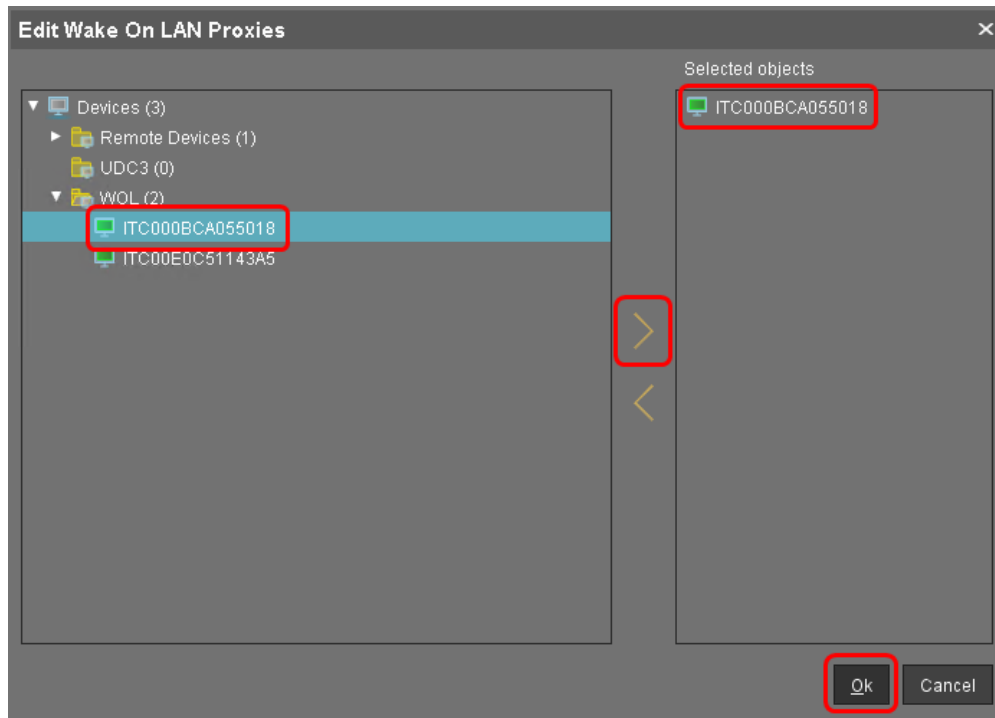 Edit Wake On LAN Proxies
Selected objects
Devices (3)
Remote Devices (1)
UDC3 (0)
WOL (2)
ITC000BCA055018
ITC00E0C51143A5
ITC000BCA055018
Ok
Cancel